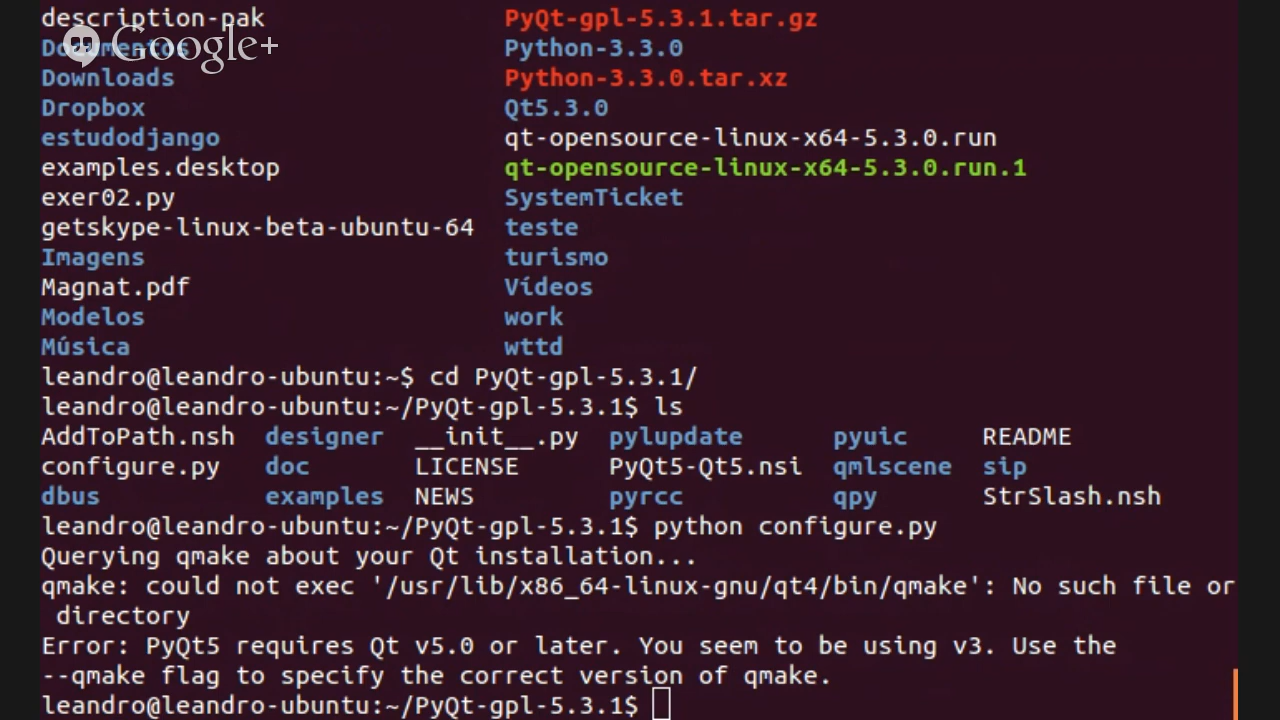 description-pak PyQt-gpl-5.3.1.tar.gz
Google+
Documentos Python-3.3.0
Downloads Python-3.3.0.tar.xz
Dropbox Qt5.3.0
estudodjango qt-opensource-linux-x64-5.3.0.run
examples.desktop qt-opensource-linux-x64-5.3.0.run.1
exer02.py SystemTicket
getskype-linux-beta-ubuntu-64 teste
Imagens turismo
Magnat.pdf Vídeos
Modelos work
Música wttd
leandro@leandro-ubuntu:~$ cd PyQt-gpl-5.3.1/
leandro@leandro-ubuntu:~/PyQt-gpl-5.3.1$ ls
AddToPath.nsh designer __init__.py pylupdate pyuic README
configure.py doc LICENSE PyQt5-Qt5.nsi qmlscene sip
dbus examples NEWS pyrcc qpy StrSlash.nsh
leandro@leandro-ubuntu:~/PyQt-gpl-5.3.1$ python configure.py
Querying qmake about your Qt installation...
qmake: could not exec '/usr/lib/x86_64-linux-gnu/qt4/bin/qmake': No such file or
directory
Error: PyQt5 requires Qt v5.0 or later. You seem to be using v3. Use the
--qmake flag to specify the correct version of qmake.
leandro@leandro-ubuntu:~/PyQt-gpl-5.3.1$